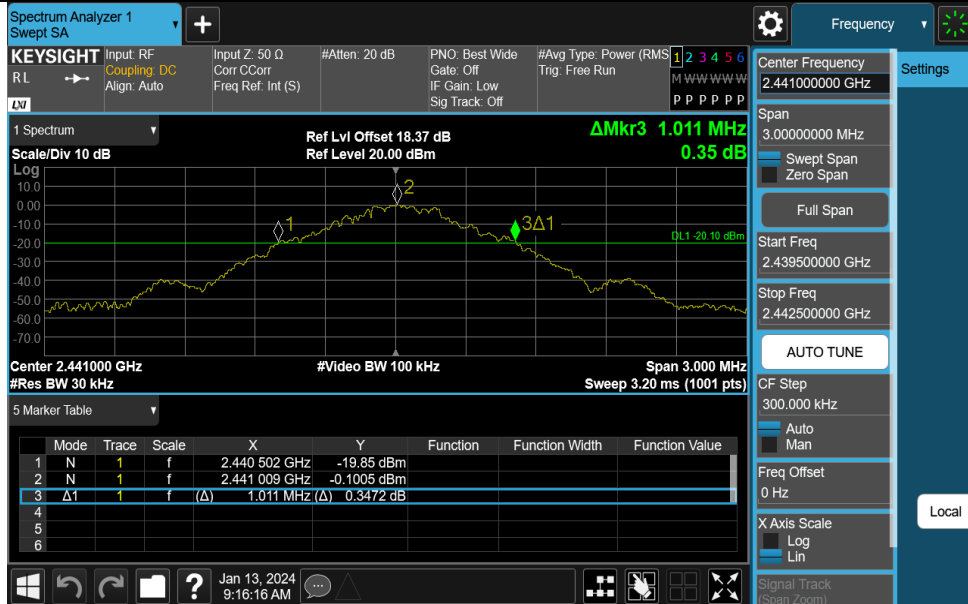 Spectrum Analyzer 1
Swept SA
Frequency
KEYSIGHT
RL
LXI
Input: RF
Coupling: DC
Align: Auto
Input Z: 50 Ω
Corr CCorr
Freq Ref: Int (S)
#Atten: 20 dB
PNO: Best Wide
Gate: Off
IF Gain: Low
Sig Track: Off
#Avg Type: Power (RMS
Trig: Free Run
1 2 3 4 5 6
M W W W W W
P P P P P P
1 Spectrum
Scale/Div 10 dB
Ref Lvl Offset 18.37 dB
Ref Level 20.00 dBm
ΔMkr3 1.011 MHz
0.35 dB
Log
10.0
0.00
-10.0
-20.0
-30.0
-40.0
-50.0
-60.0
-70.0
1
2
3Δ1
DL1 -20.10 dBm
Center 2.441000 GHz
#Video BW 100 kHz
Span 3.000 MHz
#Res BW 30 kHz
Sweep 3.20 ms (1001 pts)
5 Marker Table
Mode Trace Scale X Y Function Function Width Function Value
1 N 1 f 2.440 502 GHz -19.85 dBm
2 N 1 f 2.441 009 GHz -0.1005 dBm
3 Δ1 1 f (Δ) 1.011 MHz (Δ) 0.3472 dB
4
5
6
Jan 13, 2024
9:16:16 AM
?
Center Frequency
2.441000000 GHz
Settings
Span
3.00000000 MHz
Swept Span
Zero Span
Full Span
Start Freq
2.439500000 GHz
Stop Freq
2.442500000 GHz
AUTO TUNE
CF Step
300.000 kHz
Auto
Man
Freq Offset
0 Hz
Local
X Axis Scale
Log
Lin
Signal Track
(Span Zoom)